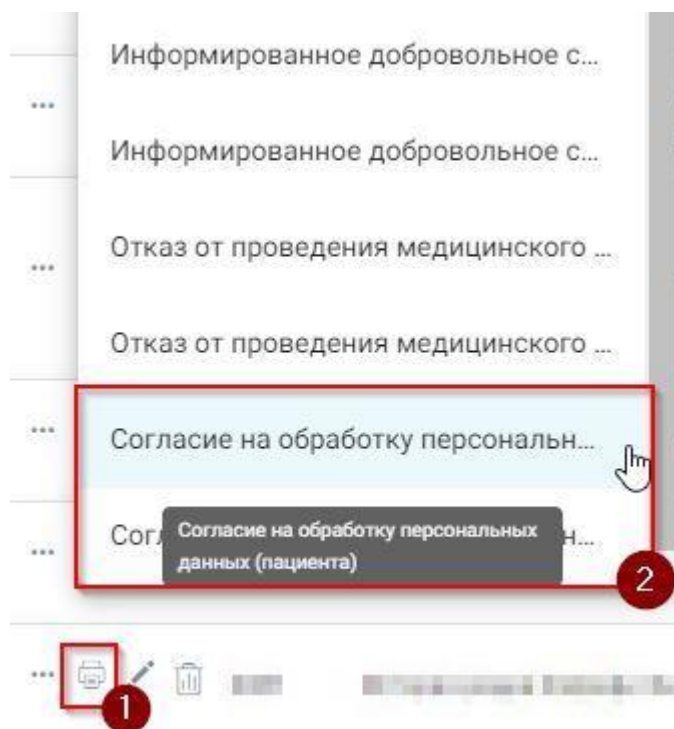 Информированное добровольное с...
...
Информированное добровольное с...
Отказ от проведения медицинского ...
...
Отказ от проведения медицинского ...
...
Согласие на обработку персональн...
Сог
Согласие на обработку персональных
данных (пациента)
н...
...
2
...
1